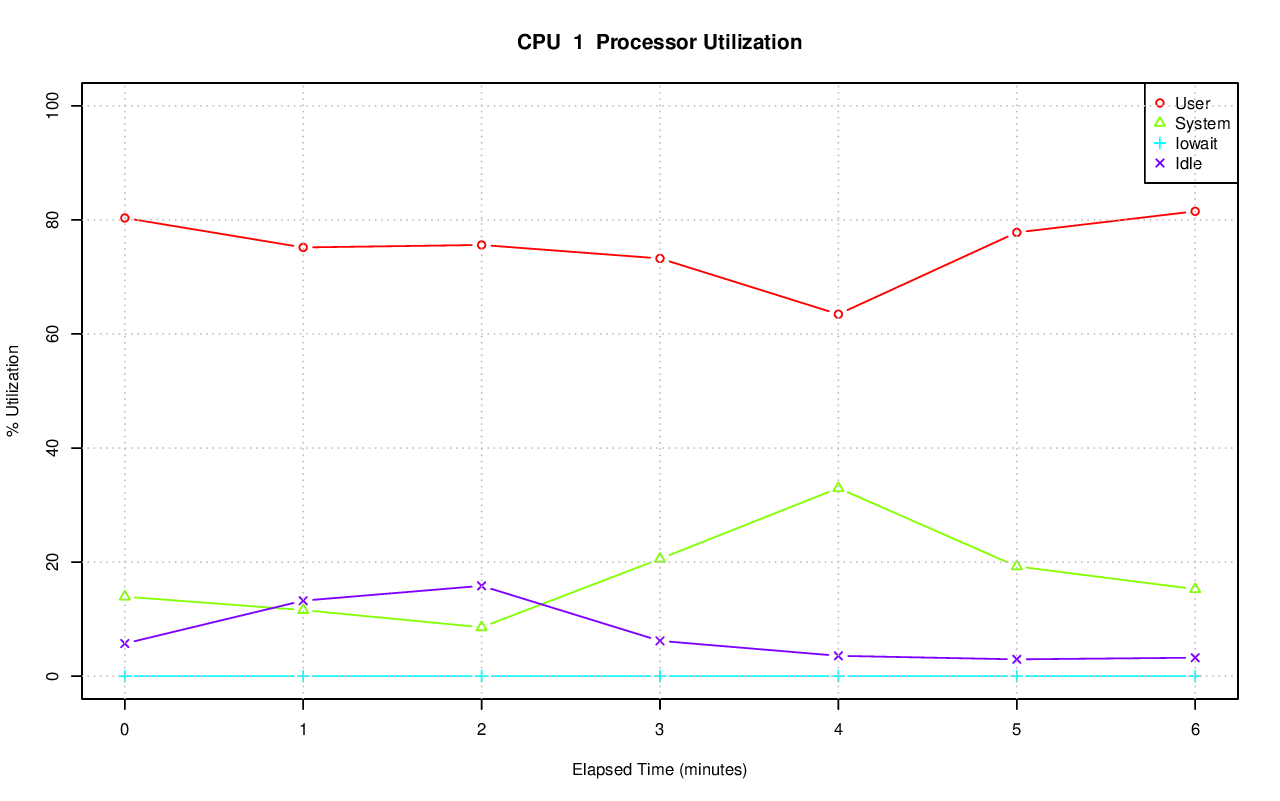 CPU  1  Processor Utilization
User
System
Iowait
Idle
100
80
60
40
20
0
% Utilization
0 1 2 3 4 5 6
Elapsed Time (minutes)